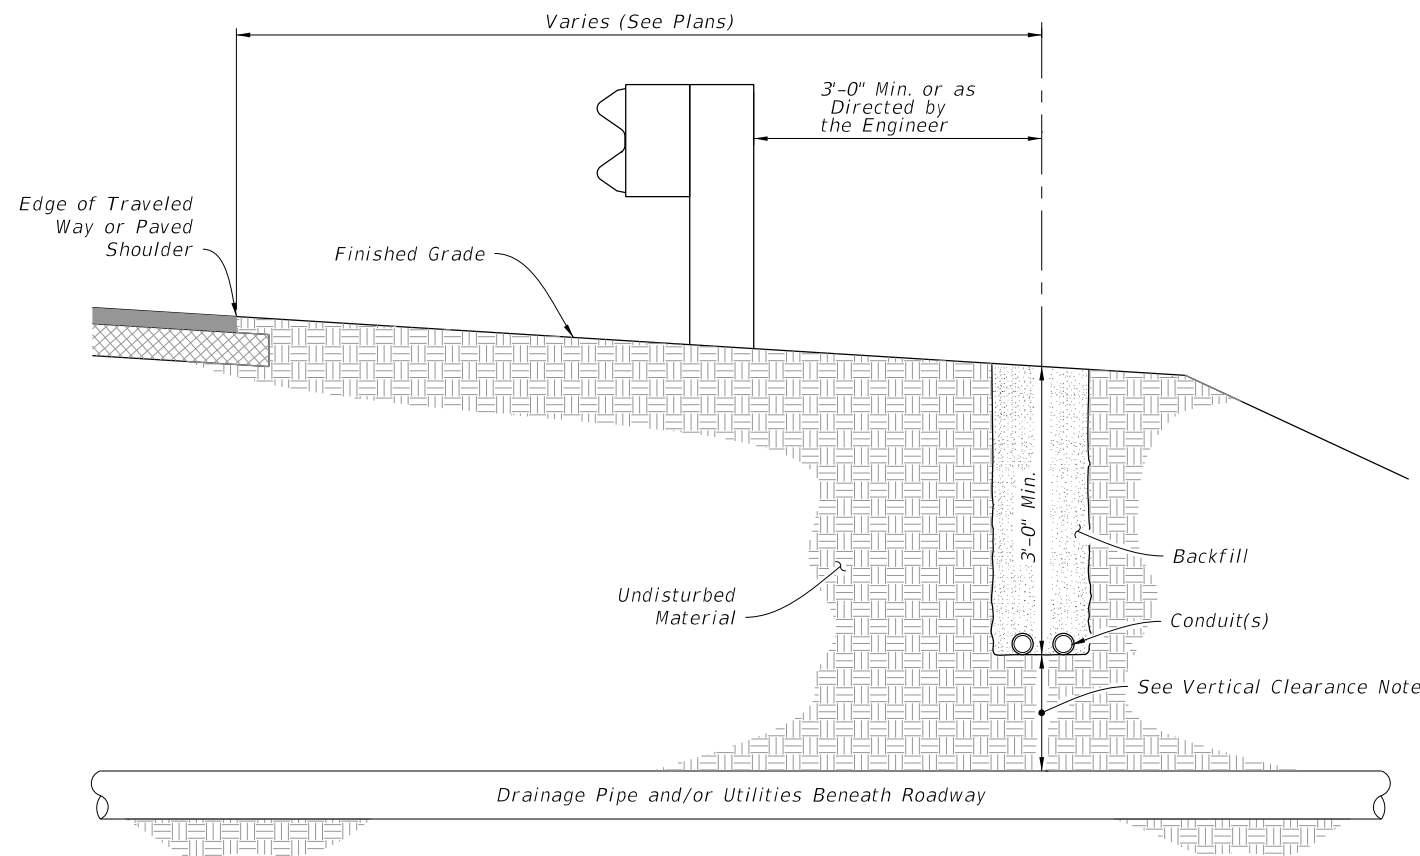 Varies (See Plans)
3'-0" Min. or as
Directed by
the Engineer
Edge of Traveled
Way or Paved
Shoulder
Finished Grade
3'-0" Min.
Backfill
Undisturbed
Material
Conduit(s)
See Vertical Clearance Note
Drainage Pipe and/or Utilities Beneath Roadway